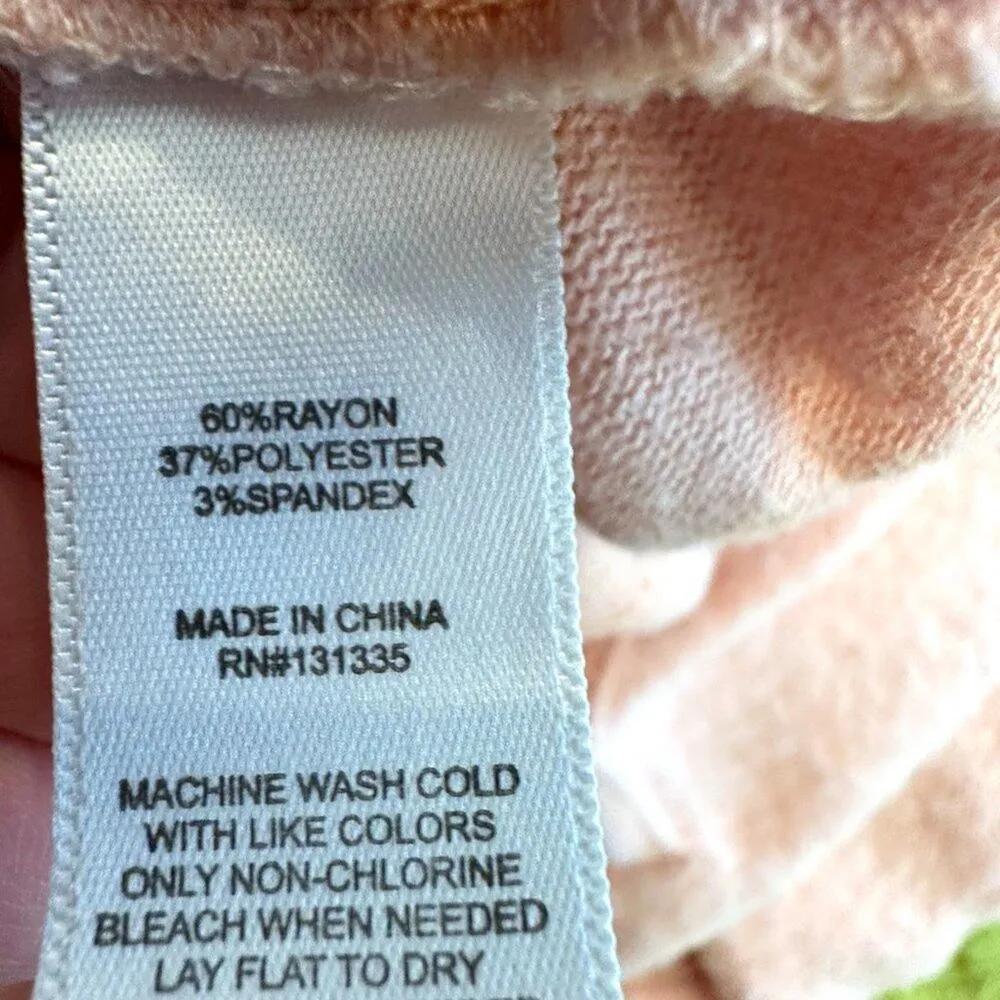 60%RAYON
37%POLYESTER
3%SPANDEX
MADE IN CHINA
RN#131335
MACHINE WASH COLD
WITH LIKE COLORS
ONLY NON-CHLORINE
BLEACH WHEN NEEDED
LAY FLAT TO DRY